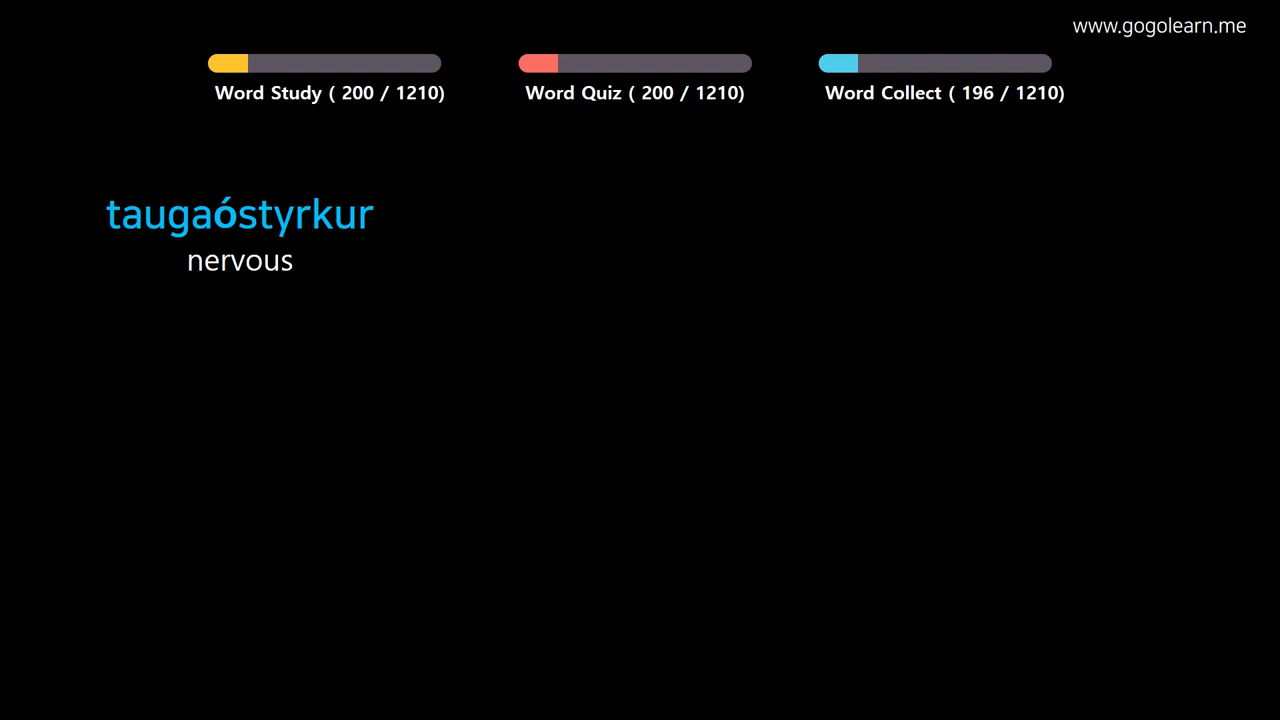 www.gogolearn.me
Word Study ( 200 / 1210)
Word Quiz ( 200 / 1210)
Word Collect ( 196 / 1210)
taugaóstyrkur
nervous